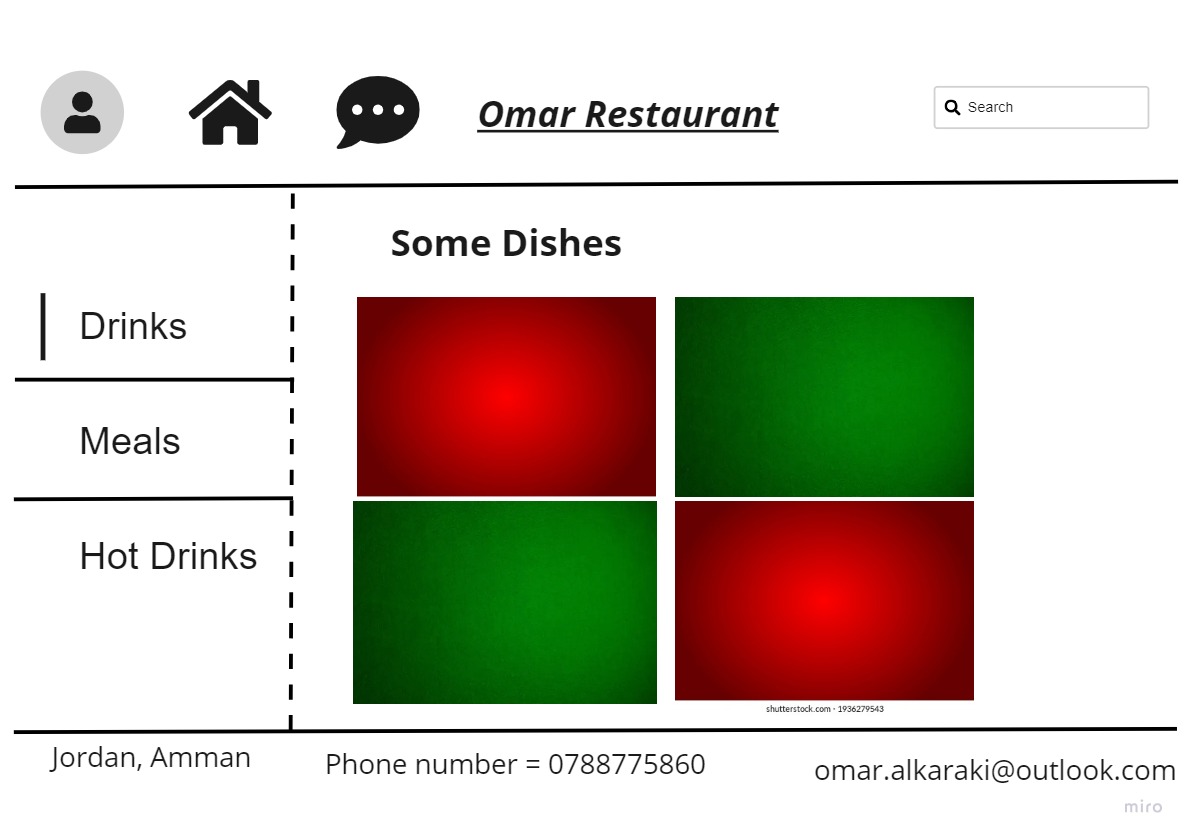 Omar Restaurant
Search
Some Dishes
Drinks
Meals
Hot Drinks
shutterstock.com · 1936279543
Jordan, Amman
Phone number = 0788775860
omar.alkaraki@outlook.com
miro